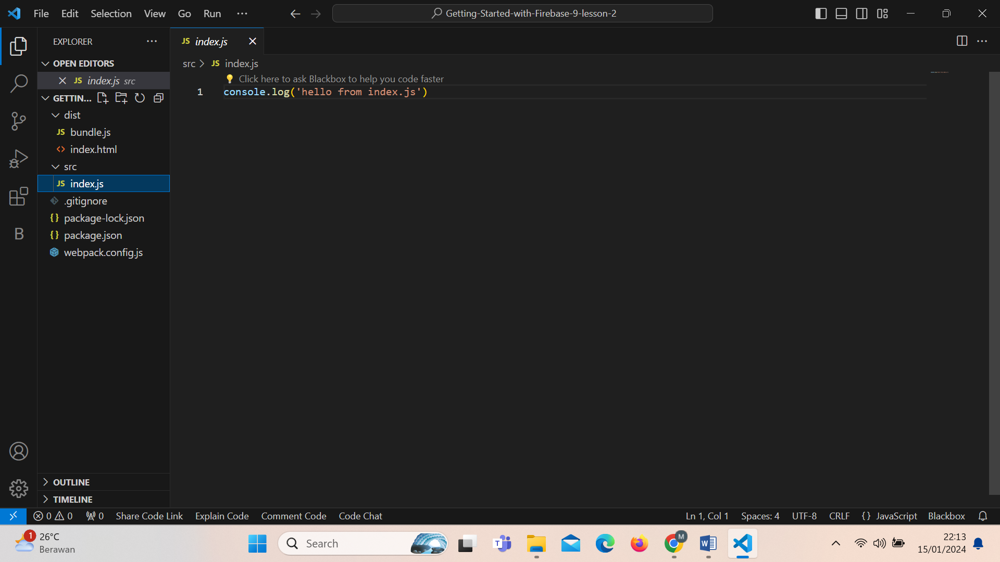 File Edit Selection View Go Run ···
Getting-Started-with-Firebase-9-lesson-2
EXPLORER
OPEN EDITORS
JS index.js src
GETTIN...
dist
JS bundle.js
<> index.html
src
JS index.js
.gitignore
{} package-lock.json
{} package.json
webpack.config.js
OUTLINE
TIMELINE
JS index.js
src > JS index.js
Click here to ask Blackbox to help you code faster
1 console.log('hello from index.js')
0 0 0 Share Code Link Explain Code Comment Code Code Chat
Ln 1, Col 1 Spaces: 4 UTF-8 CRLF {} JavaScript Blackbox
B
1 26°C
Berawan
Search
T
M
W
22:13
15/01/2024